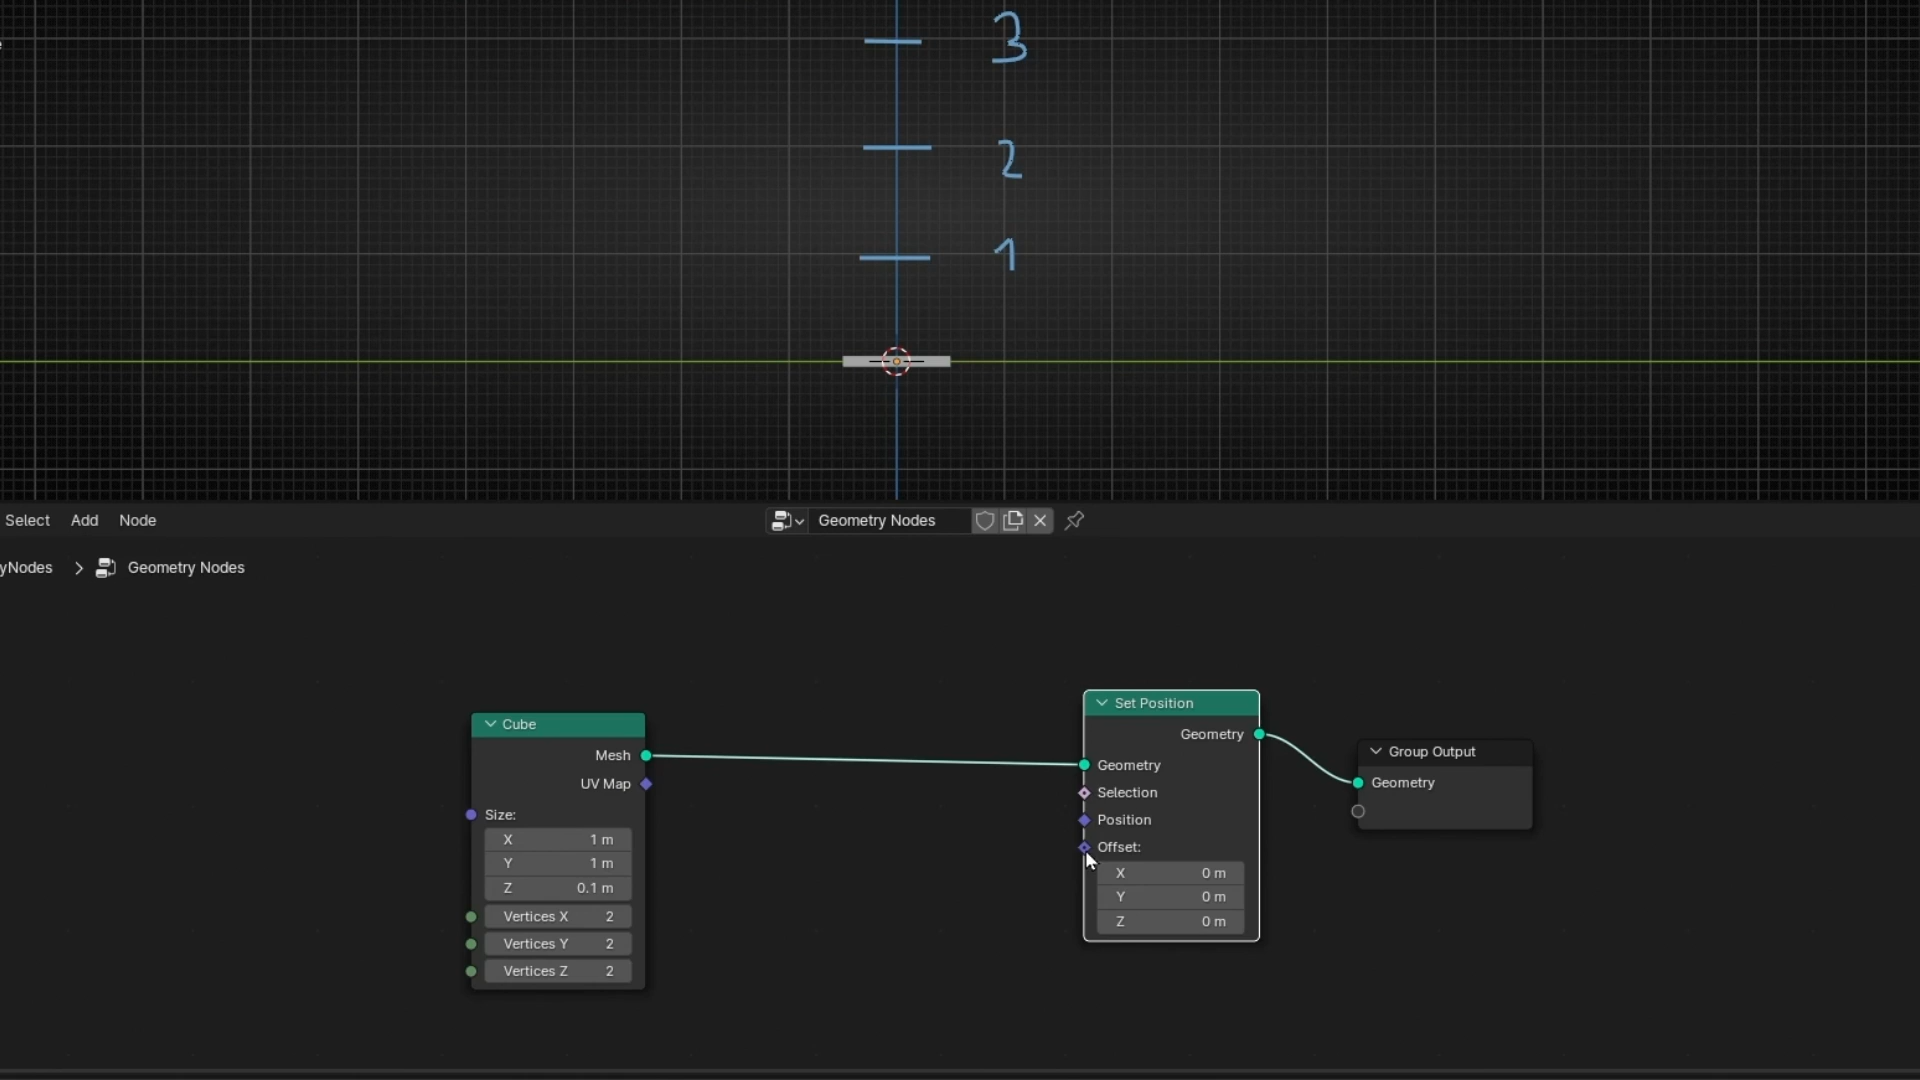 3
2
1
Select Add Node
Geometry Nodes
yNodes > Geometry Nodes
Cube
Mesh
UV Map
Size:
X 1 m
Y 1 m
Z 0.1 m
Vertices X 2
Vertices Y 2
Vertices Z 2
Set Position
Geometry
Geometry
Selection
Position
Offset:
X 0 m
Y 0 m
Z 0 m
Group Output
Geometry